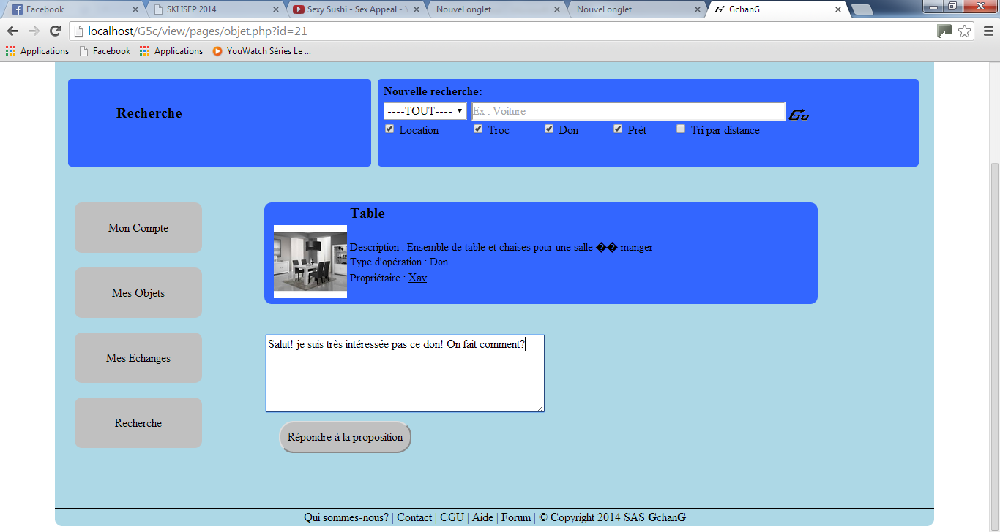 Facebook
SKI ISEP 2014
Sexy Sushi - Sex Appeal -
Nouvel onglet
Nouvel onglet
GchanG
localhost/G5c/view/pages/objet.php?id=21
Applications
Facebook
Applications
YouWatch Séries Le ...
Recherche
Nouvelle recherche:
----TOUT----
Ex : Voiture
Go
Location
Troc
Don
Prét
Tri par distance
Mon Compte
Mes Objets
Mes Echanges
Recherche
Table
Description : Ensemble de table et chaises pour une salle �� manger
Type d'opération : Don
Propriétaire : Xav
Salut! je suis très intéressée pas ce don! On fait comment?
Répondre à la proposition
Qui sommes-nous? | Contact | CGU | Aide | Forum | © Copyright 2014 SAS GchanG